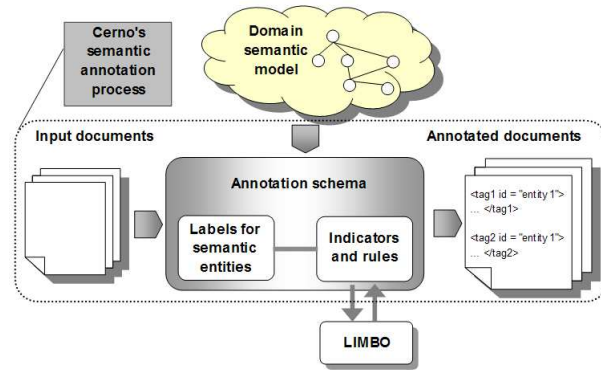 Cerno's
semantic
annotation
process
Domain
semantic
model
Input documents
Annotated documents
Annotation schema
Labels for
semantic
entities
Indicators
and rules
<tag1 id = "entity 1">
... </tag1>
<tag2 id = "entity 1">
... </tag2>
LIMBO